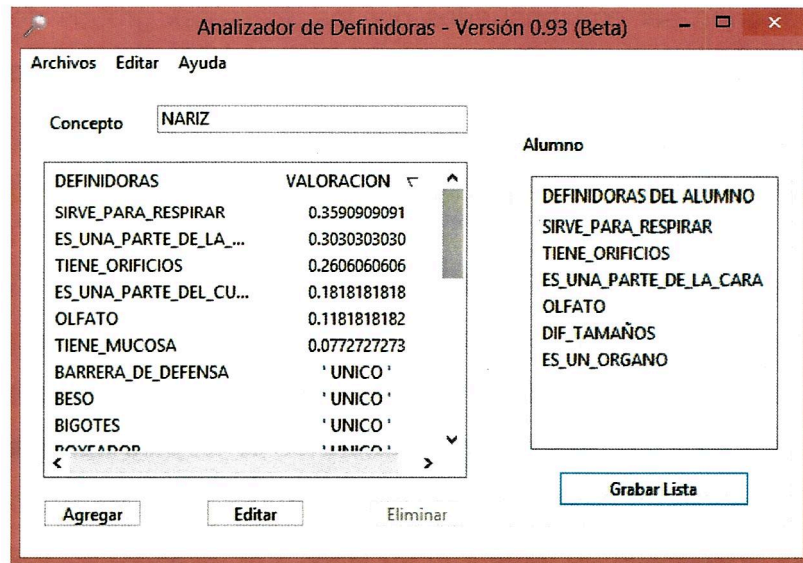 Analizador de Definidoras - Versión 0.93 (Beta)
Archivos Editar Ayuda
Concepto NARIZ
DEFINIDORAS VALORACION
SIRVE_PARA_RESPIRAR 0.3590909091
ES_UNA_PARTE_DE_LA_... 0.3030303030
TIENE_ORIFICIOS 0.2606060606
ES_UNA_PARTE_DEL_CU... 0.1818181818
OLFATO 0.1181818182
TIENE_MUCOSA 0.0772727273
BARRERA_DE_DEFENSA ' UNICO '
BESO ' UNICO '
BIGOTES ' UNICO '
BOXEADOR ' UNICO '
Agregar Editar Eliminar
Alumno
DEFINIDORAS DEL ALUMNO
SIRVE_PARA_RESPIRAR
TIENE_ORIFICIOS
ES_UNA_PARTE_DE_LA_CARA
OLFATO
DIF_TAMAÑOS
ES_UN_ORGANO
Grabar Lista